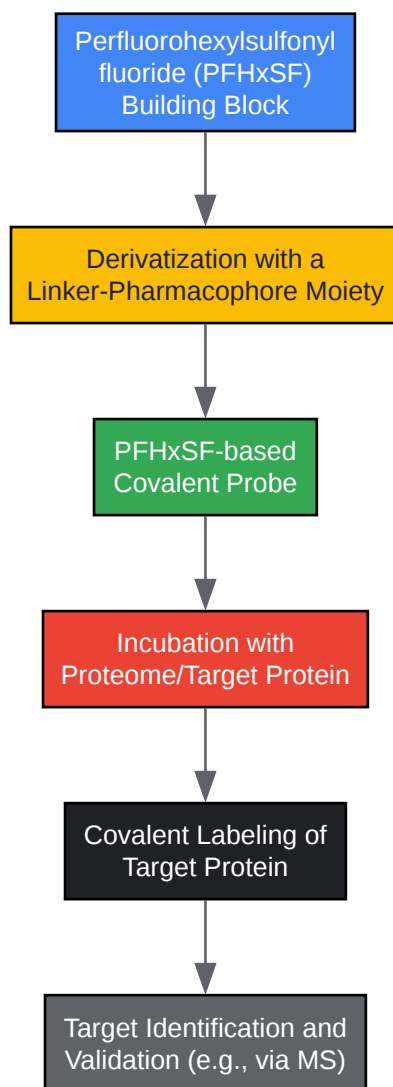 Perfluorohexylsulfonyl
fluoride (PFHxSF)
Building Block
Derivatization with a
Linker-Pharmacophore Moiety
PFHxSF-based
Covalent Probe
Incubation with
Proteome/Target Protein
Covalent Labeling of
Target Protein
Target Identification and
Validation (e.g., via MS)